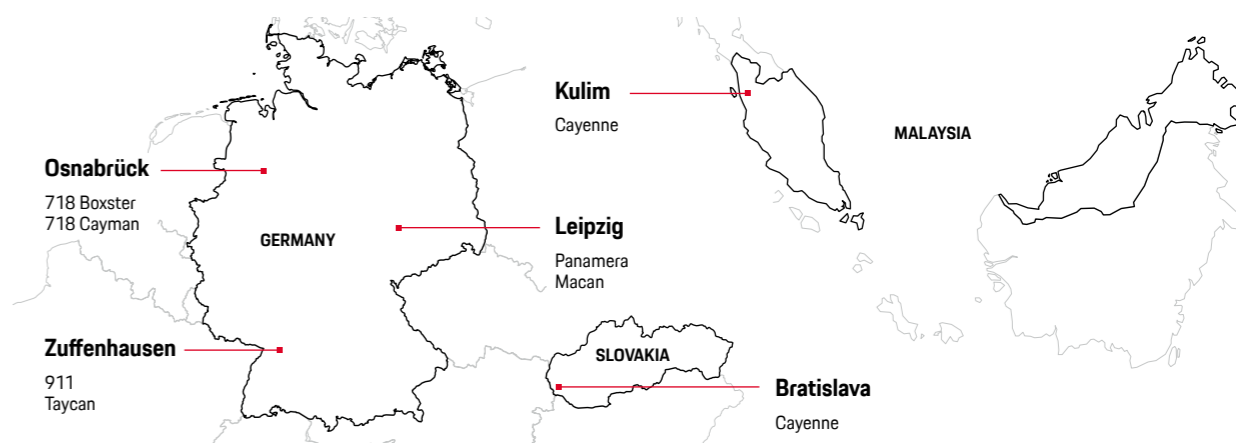 Osnabrück
718 Boxster
718 Cayman
GERMANY
Zuffenhausen
911
Taycan
Leipzig
Panamera
Macan
SLOVAKIA
Bratislava
Cayenne
Kulim
Cayenne
MALAYSIA